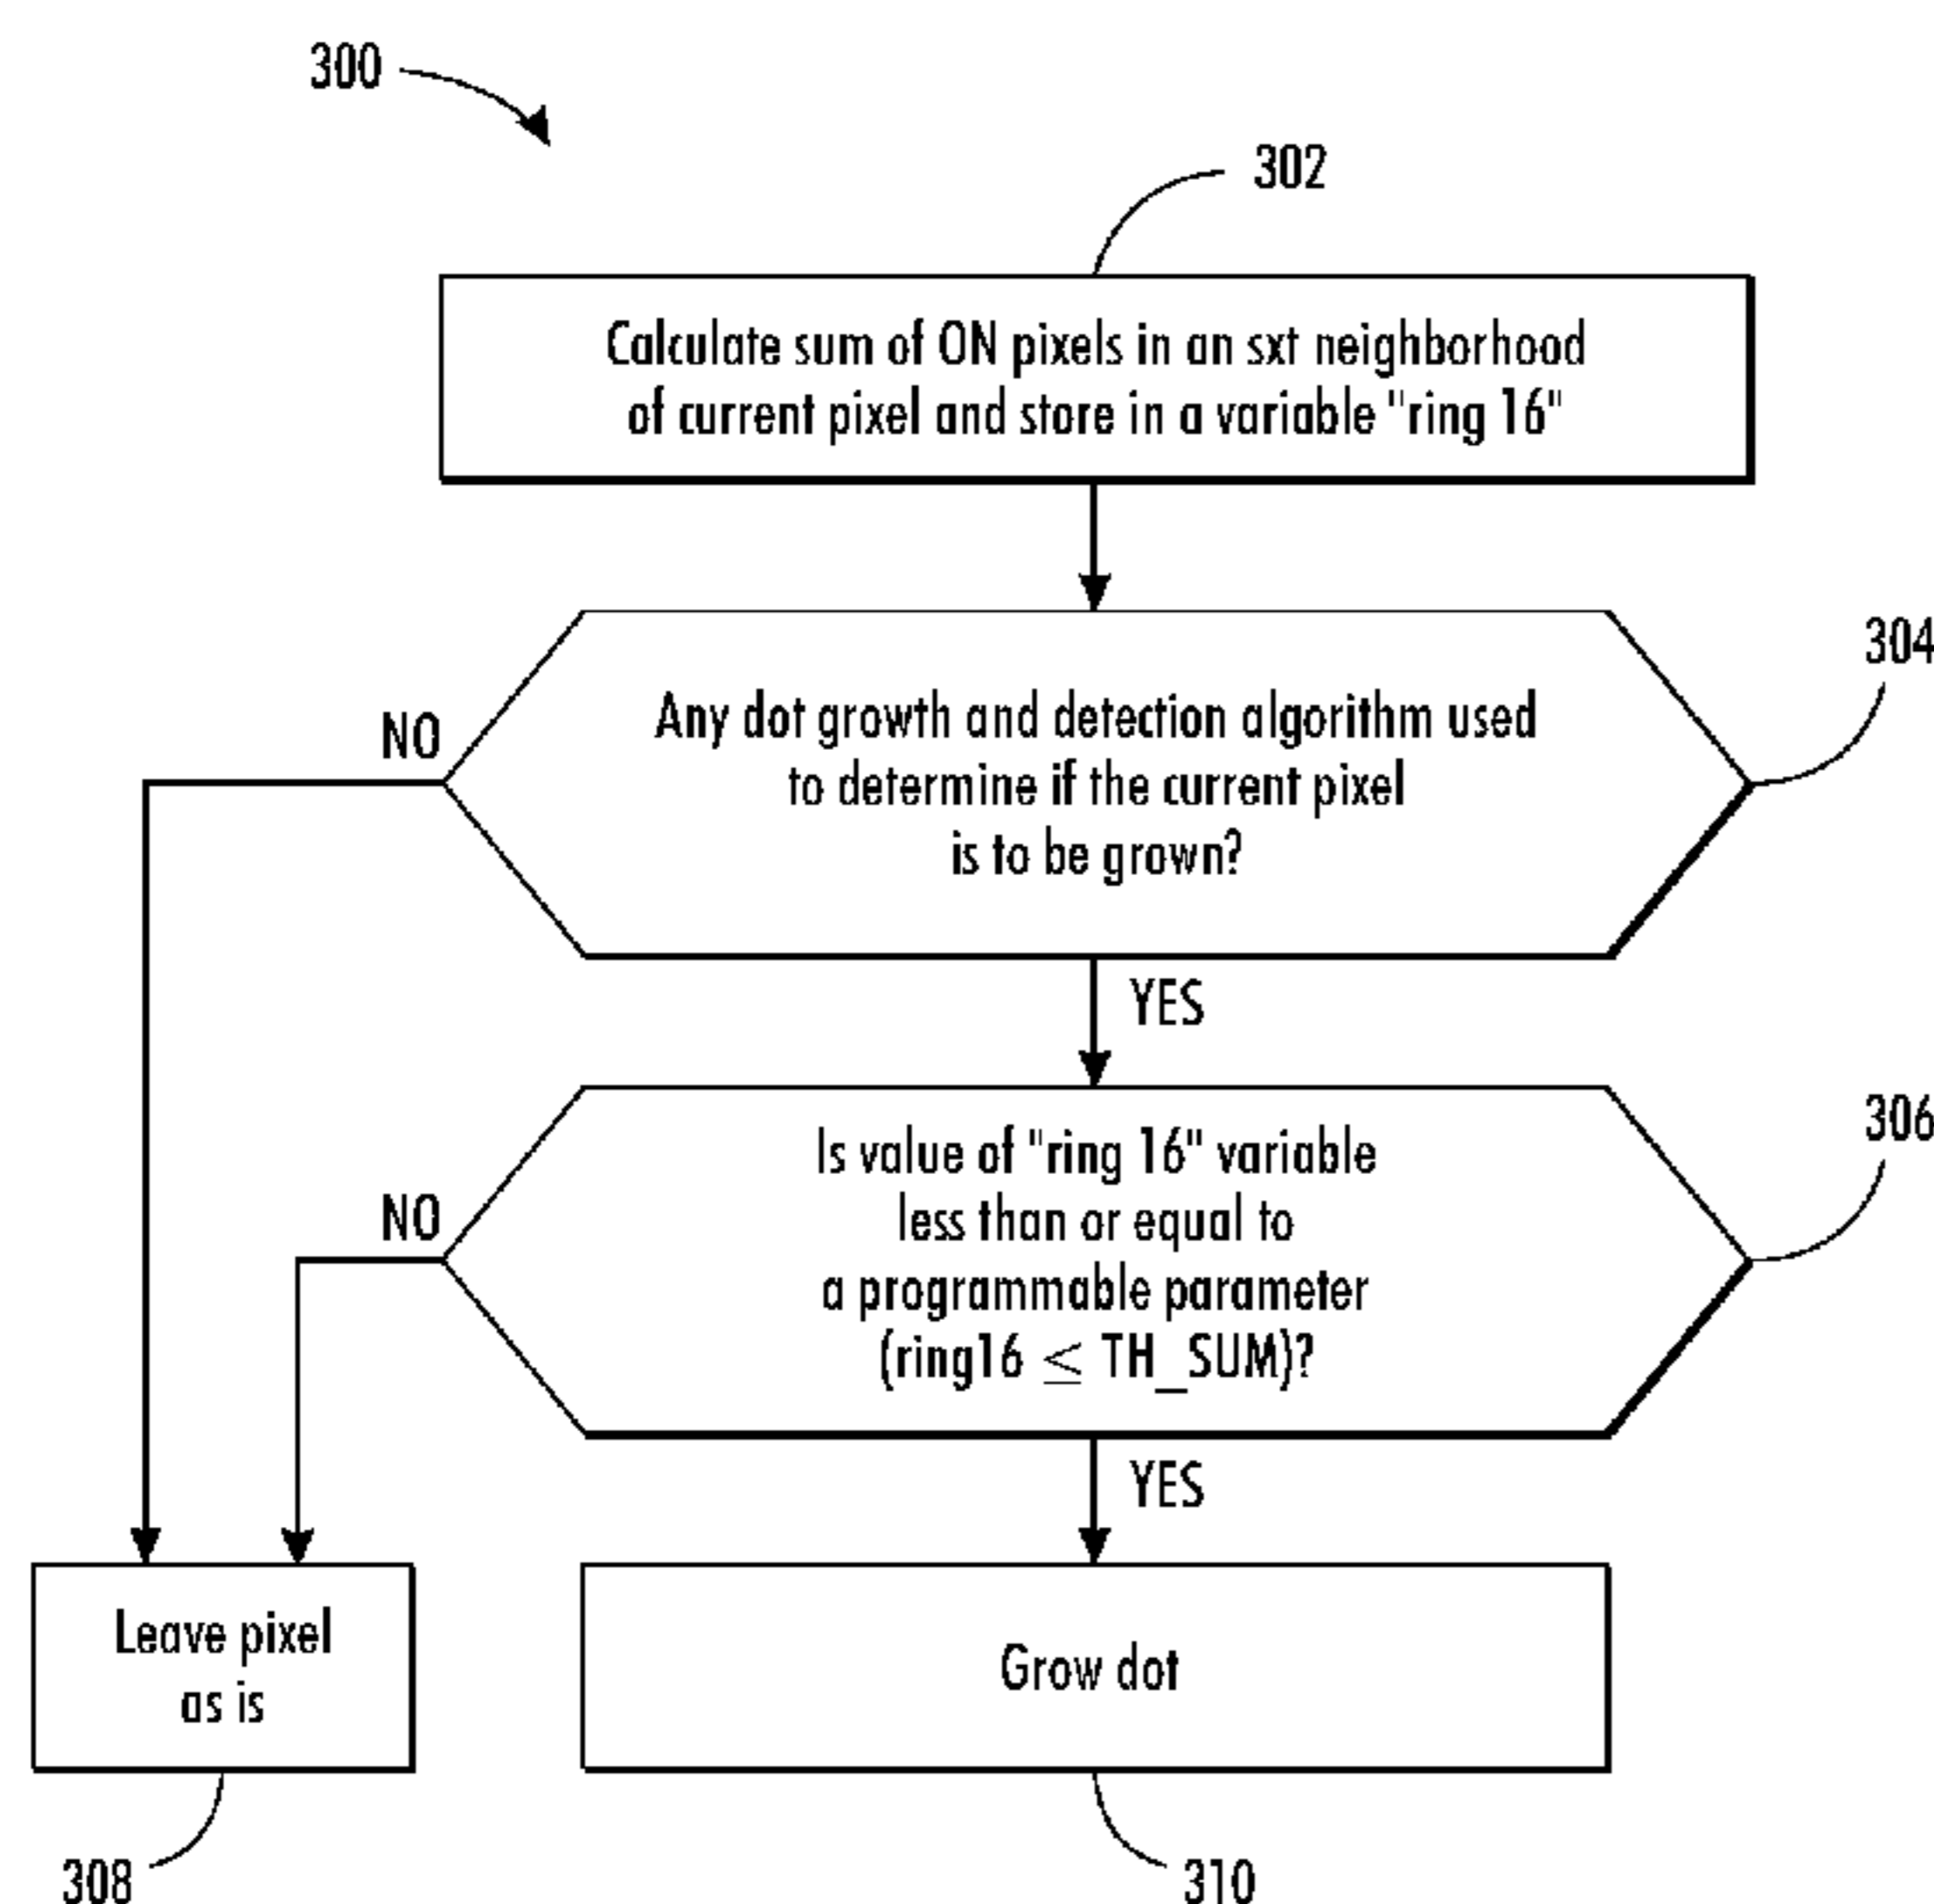 300
302
Calculate sum of ON pixels in an sxt neighborhood
of current pixel and store in a variable "ring 16"
304
Any dot growth and detection algorithm used
to determine if the current pixel
is to be grown?
NO
YES
306
Is value of "ring 16" variable
less than or equal to
a programmable parameter
(ring16 ≤ TH_SUM)?
NO
YES
Leave pixel
as is
Grow dot
308
310